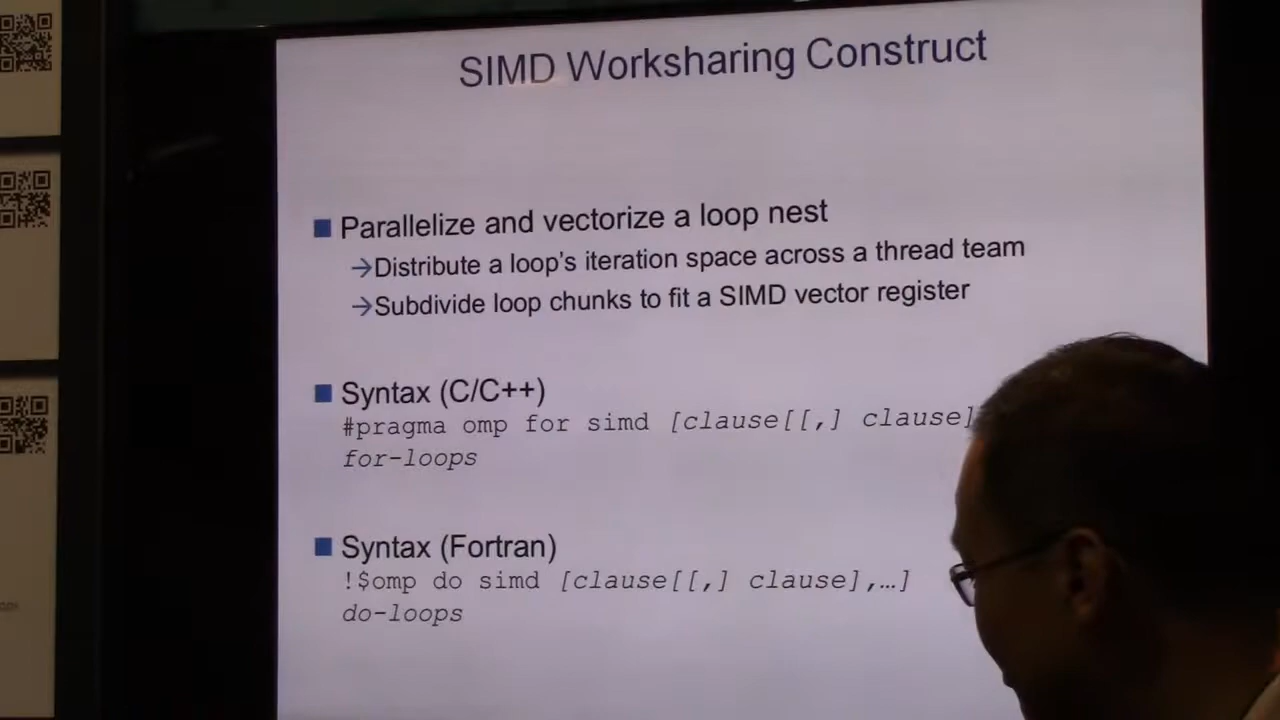 SIMD Worksharing Construct
Parallelize and vectorize a loop nest
→Distribute a loop's iteration space across a thread team
→Subdivide loop chunks to fit a SIMD vector register
Syntax (C/C++)
#pragma omp for simd [clause[[,] clause]
for-loops
Syntax (Fortran)
!$omp do simd [clause[[,] clause],…]
do-loops